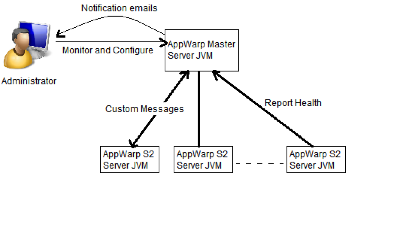 Notification emails
Monitor and Configure
AppWarp Master
Server JVM
Administrator
Custom Messages
Report Health
AppWarp S2
Server JVM
AppWarp S2
Server JVM
AppWarp S2
Server JVM